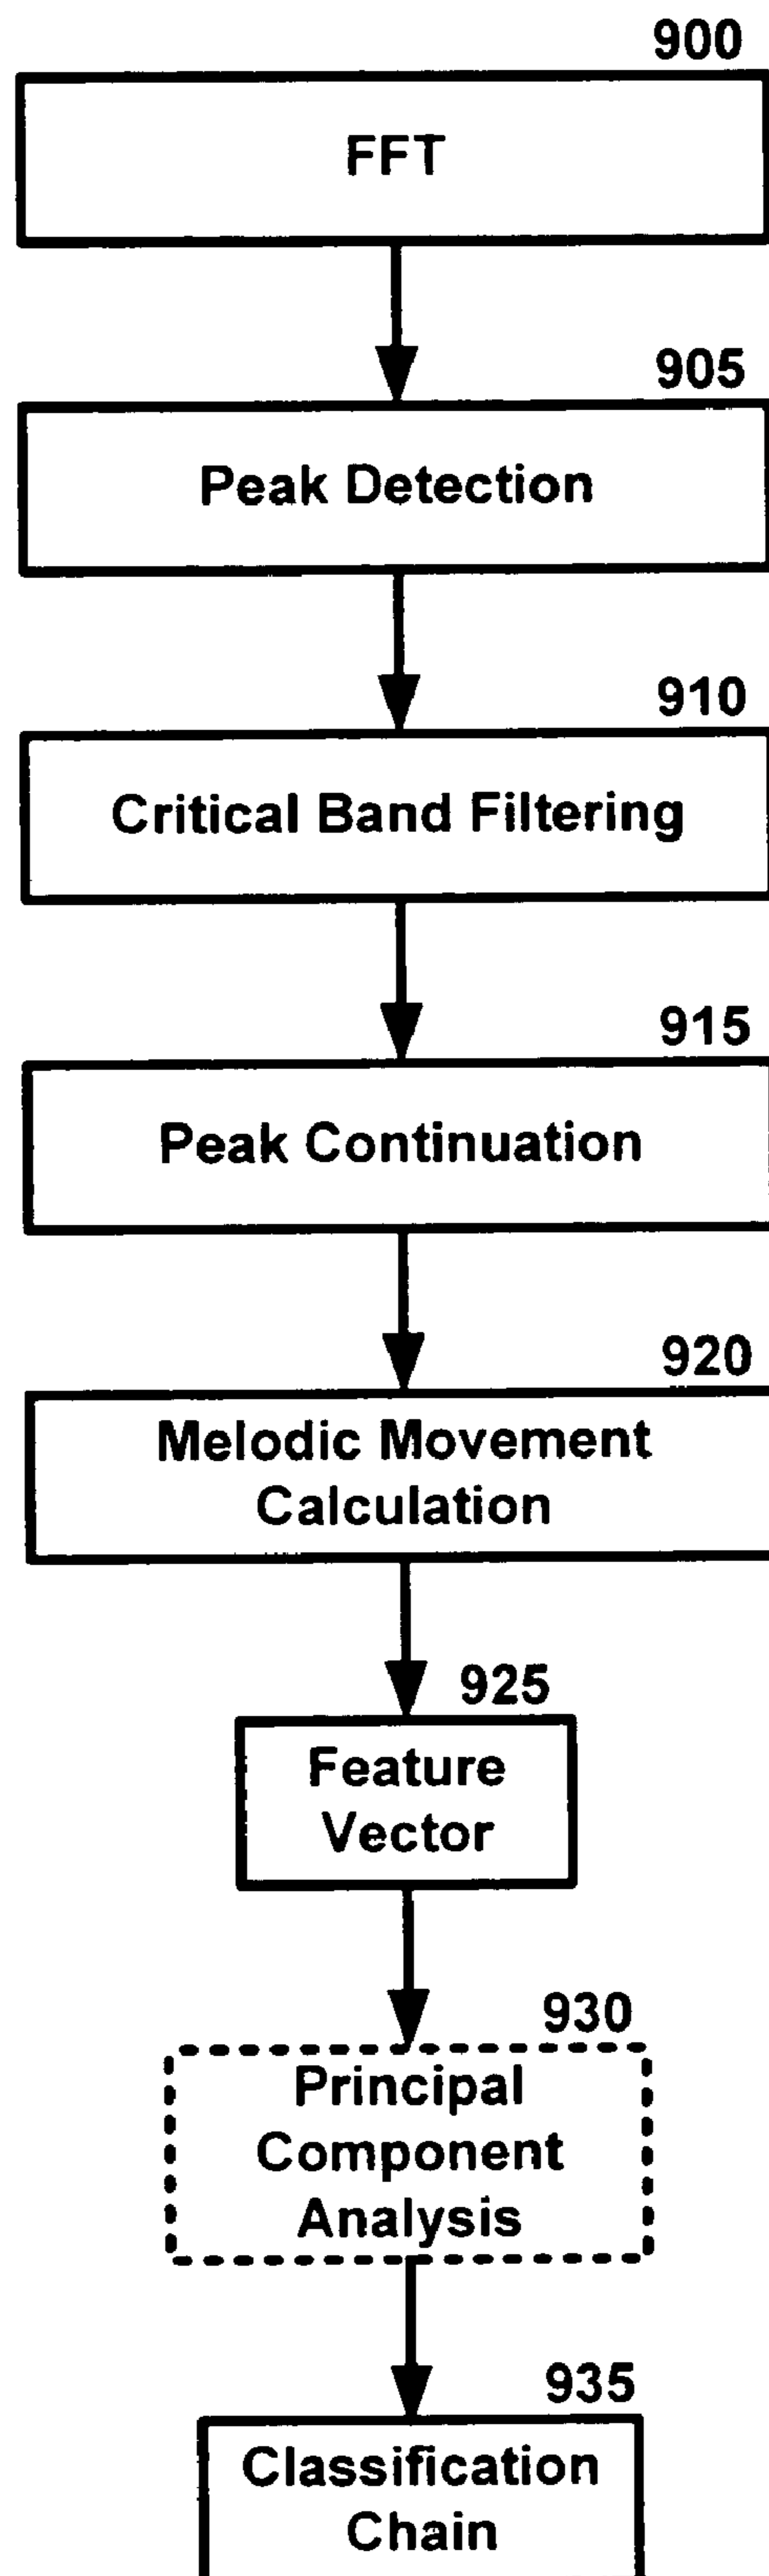 900
FFT
905
Peak Detection
910
Critical Band Filtering
915
Peak Continuation
920
Melodic Movement
Calculation
925
Feature
Vector
930
Principal
Component
Analysis
935
Classification
Chain